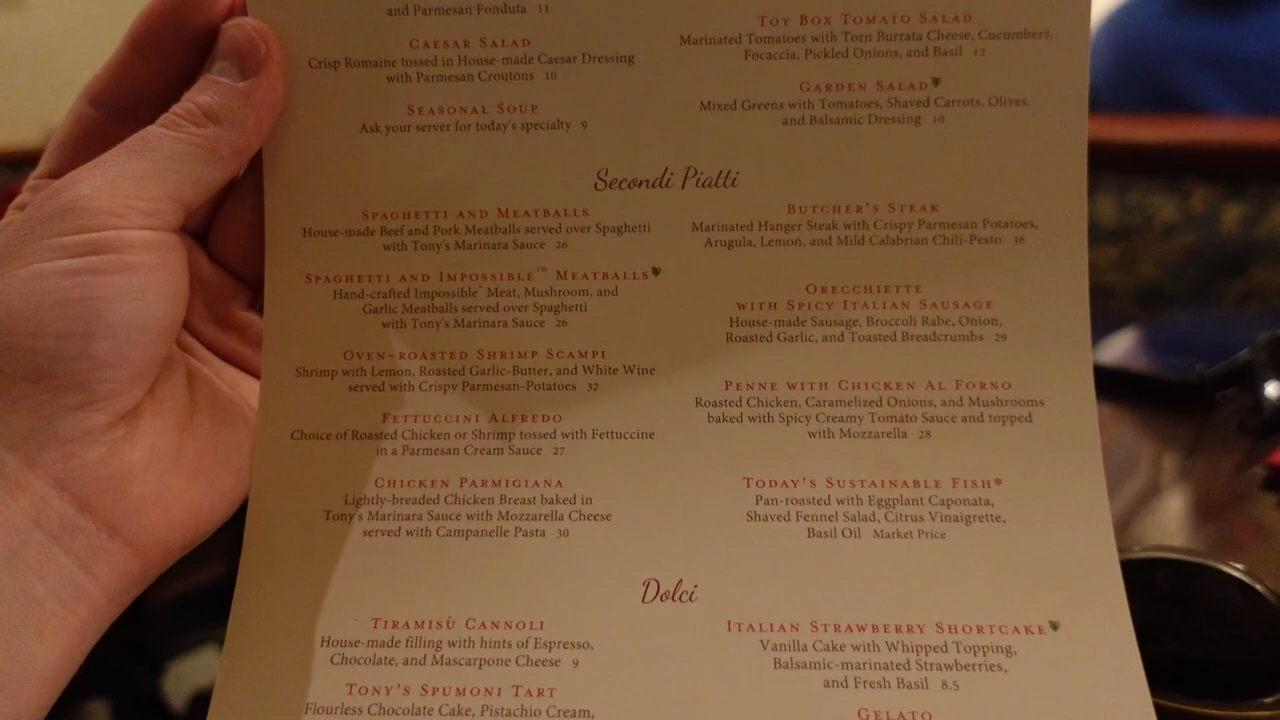 and Parmesan Fonduta 11
CAESAR SALAD
Crisp Romaine tossed in House-made Caesar Dressing
with Parmesan Croutons 10
SEASONAL SOUP
Ask your server for today's specialty 9
TOY BOX TOMATO SALAD
Marinated Tomatoes with Torn Burrata Cheese, Cucumbers,
Focaccia, Pickled Onions, and Basil 12
GARDEN SALAD
Mixed Greens with Tomatoes, Shaved Carrots, Olives,
and Balsamic Dressing 10
Secondi Piatti
SPAGHETTI AND MEATBALLS
House-made Beef and Pork Meatballs served over Spaghetti
with Tony's Marinara Sauce 26
SPAGHETTI AND IMPOSSIBLE™ MEATBALLS
Hand-crafted Impossible™ Meat, Mushroom, and
Garlic Meatballs served over Spaghetti
with Tony's Marinara Sauce 26
OVEN-ROASTED SHRIMP SCAMPI
Shrimp with Lemon, Roasted Garlic-Butter, and White Wine
served with Crispy Parmesan-Potatoes 32
FETTUCCINI ALFREDO
Choice of Roasted Chicken or Shrimp tossed with Fettuccine
in a Parmesan Cream Sauce 27
CHICKEN PARMIGIANA
Lightly-breaded Chicken Breast baked in
Tony's Marinara Sauce with Mozzarella Cheese
served with Campanelle Pasta 30
BUTCHER'S STEAK
Marinated Hanger Steak with Crispy Parmesan Potatoes,
Arugula, Lemon, and Mild Calabrian Chili-Pesto 36
ORECCHIETTE
WITH SPICY ITALIAN SAUSAGE
House-made Sausage, Broccoli Rabe, Onion,
Roasted Garlic, and Toasted Breadcrumbs 29
PENNE WITH CHICKEN AL FORNO
Roasted Chicken, Caramelized Onions, and Mushrooms
baked with Spicy Creamy Tomato Sauce and topped
with Mozzarella 28
TODAY'S SUSTAINABLE FISH*
Pan-roasted with Eggplant Caponata,
Shaved Fennel Salad, Citrus Vinaigrette,
Basil Oil Market Price
Dolci
TIRAMISÙ CANNOLI
House-made filling with hints of Espresso,
Chocolate, and Mascarpone Cheese 9
TONY'S SPUMONI TART
Flourless Chocolate Cake, Pistachio Cream,
ITALIAN STRAWBERRY SHORTCAKE
Vanilla Cake with Whipped Topping,
Balsamic-marinated Strawberries,
and Fresh Basil 8.5
GELATO